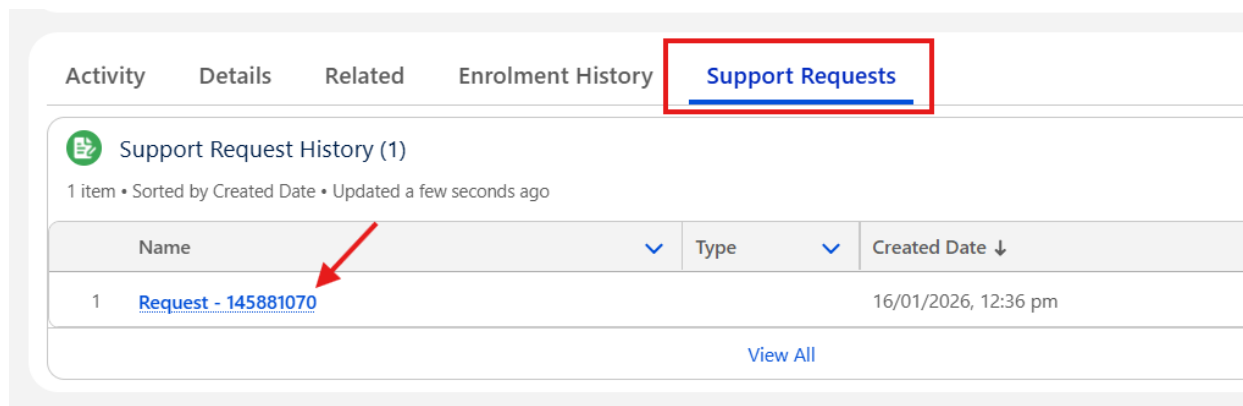 Activity Details Related Enrolment History Support Requests
Support Request History (1)
1 item • Sorted by Created Date • Updated a few seconds ago
Name Type Created Date ↓
1 Request - 145881070 16/01/2026, 12:36 pm
View All